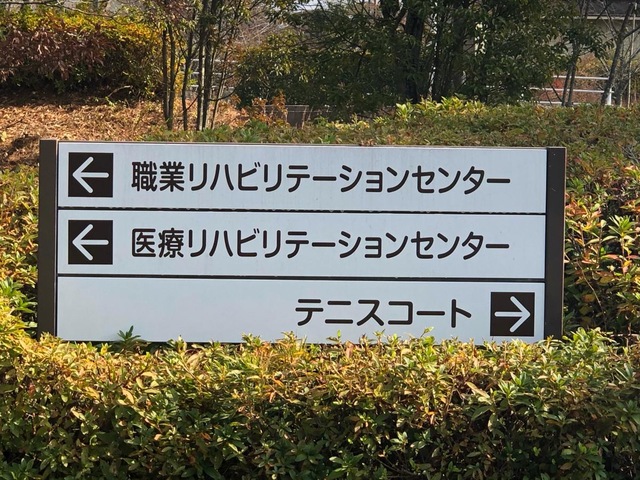 ← 職業リハビリテーションセンター
← 医療リハビリテーションセンター
テニスコート →